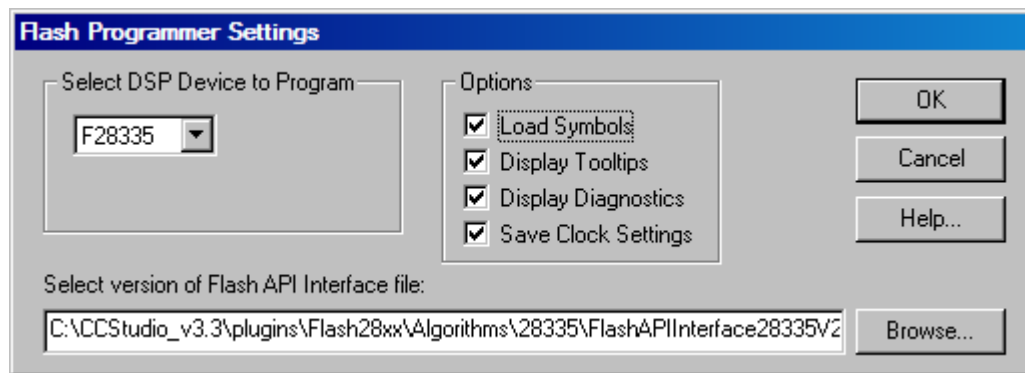 Flash Programmer Settings
Select DSP Device to Program
F28335
Options
Load Symbols
Display Tooltips
Display Diagnostics
Save Clock Settings
OK
Cancel
Help...
Select version of Flash API Interface file:
C:\CCStudio_v3.3\plugins\Flash28xx\Algorithms\28335\FlashAPIInterface28335V2
Browse...